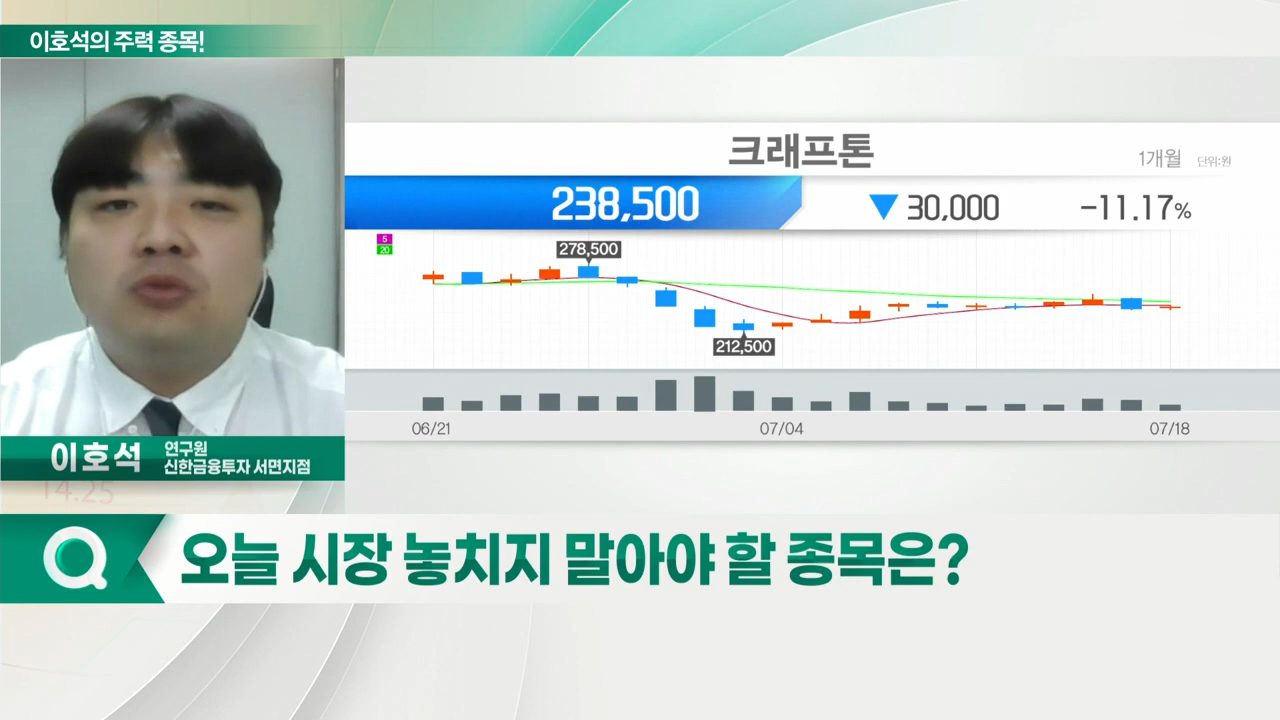 이호석의 주력 종목!
크래프톤
1개월 단위:원
238,500 ▼ 30,000 -11.17%
5
20
278,500
212,500
06/21 07/04 07/18
이호석
연구원
신한금융투자 서면지점
14.25
Q 오늘 시장 놓치지 말아야 할 종목은?